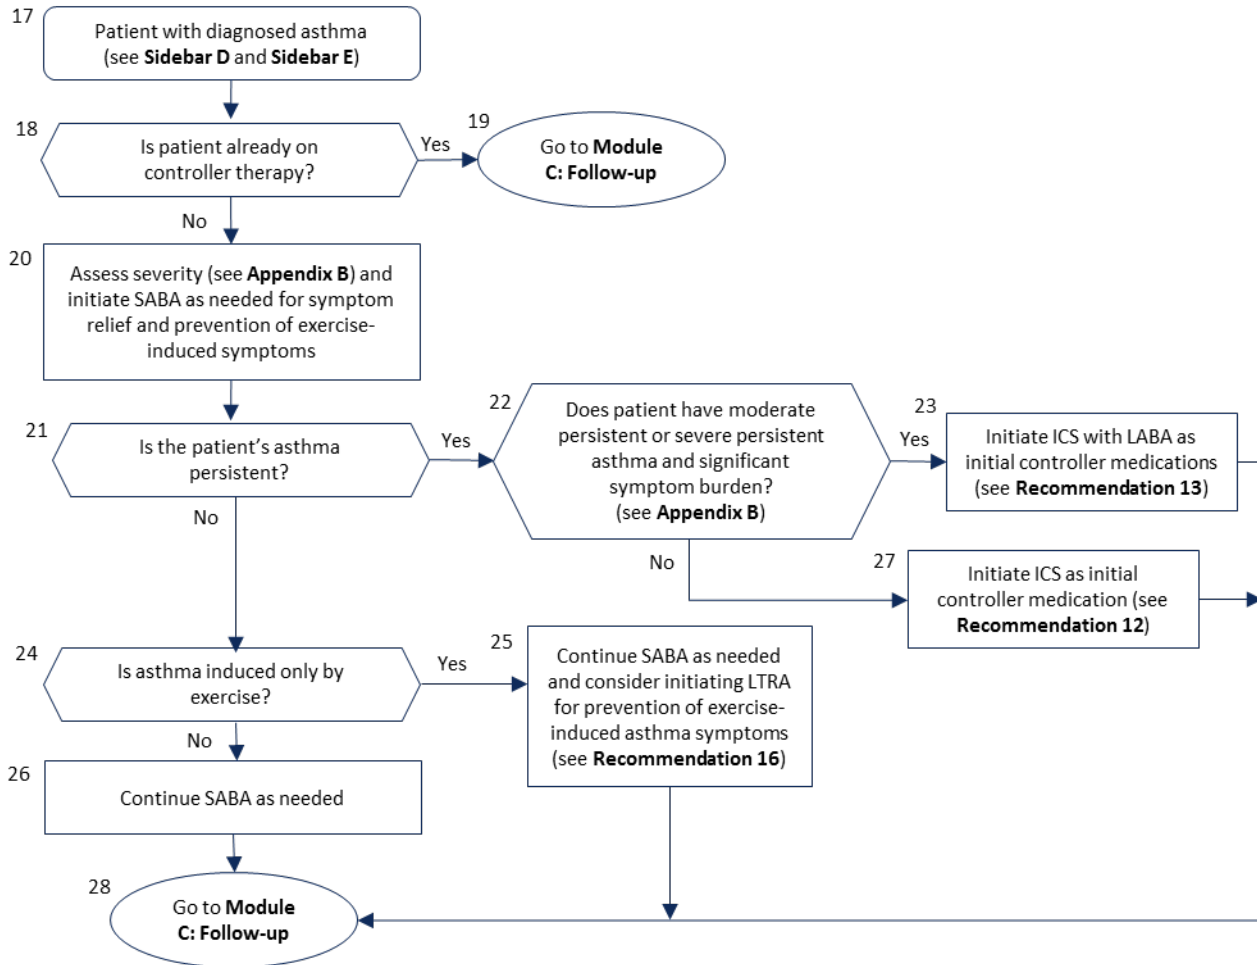 17
Patient with diagnosed asthma
(see Sidebar D and Sidebar E)
18
Is patient already on
controller therapy?
Yes
19
Go to Module
C: Follow-up
No
20
Assess severity (see Appendix B) and
initiate SABA as needed for symptom
relief and prevention of exercise-
induced symptoms
21
Is the patient’s asthma
persistent?
Yes
22
Does patient have moderate
persistent or severe persistent
asthma and significant
symptom burden?
(see Appendix B)
Yes
23
Initiate ICS with LABA as
initial controller medications
(see Recommendation 13)
No
No
27
Initiate ICS as initial
controller medication (see
Recommendation 12)
24
Is asthma induced only by
exercise?
Yes
25
Continue SABA as needed
and consider initiating LTRA
for prevention of exercise-
induced asthma symptoms
(see Recommendation 16)
No
26
Continue SABA as needed
28
Go to Module
C: Follow-up